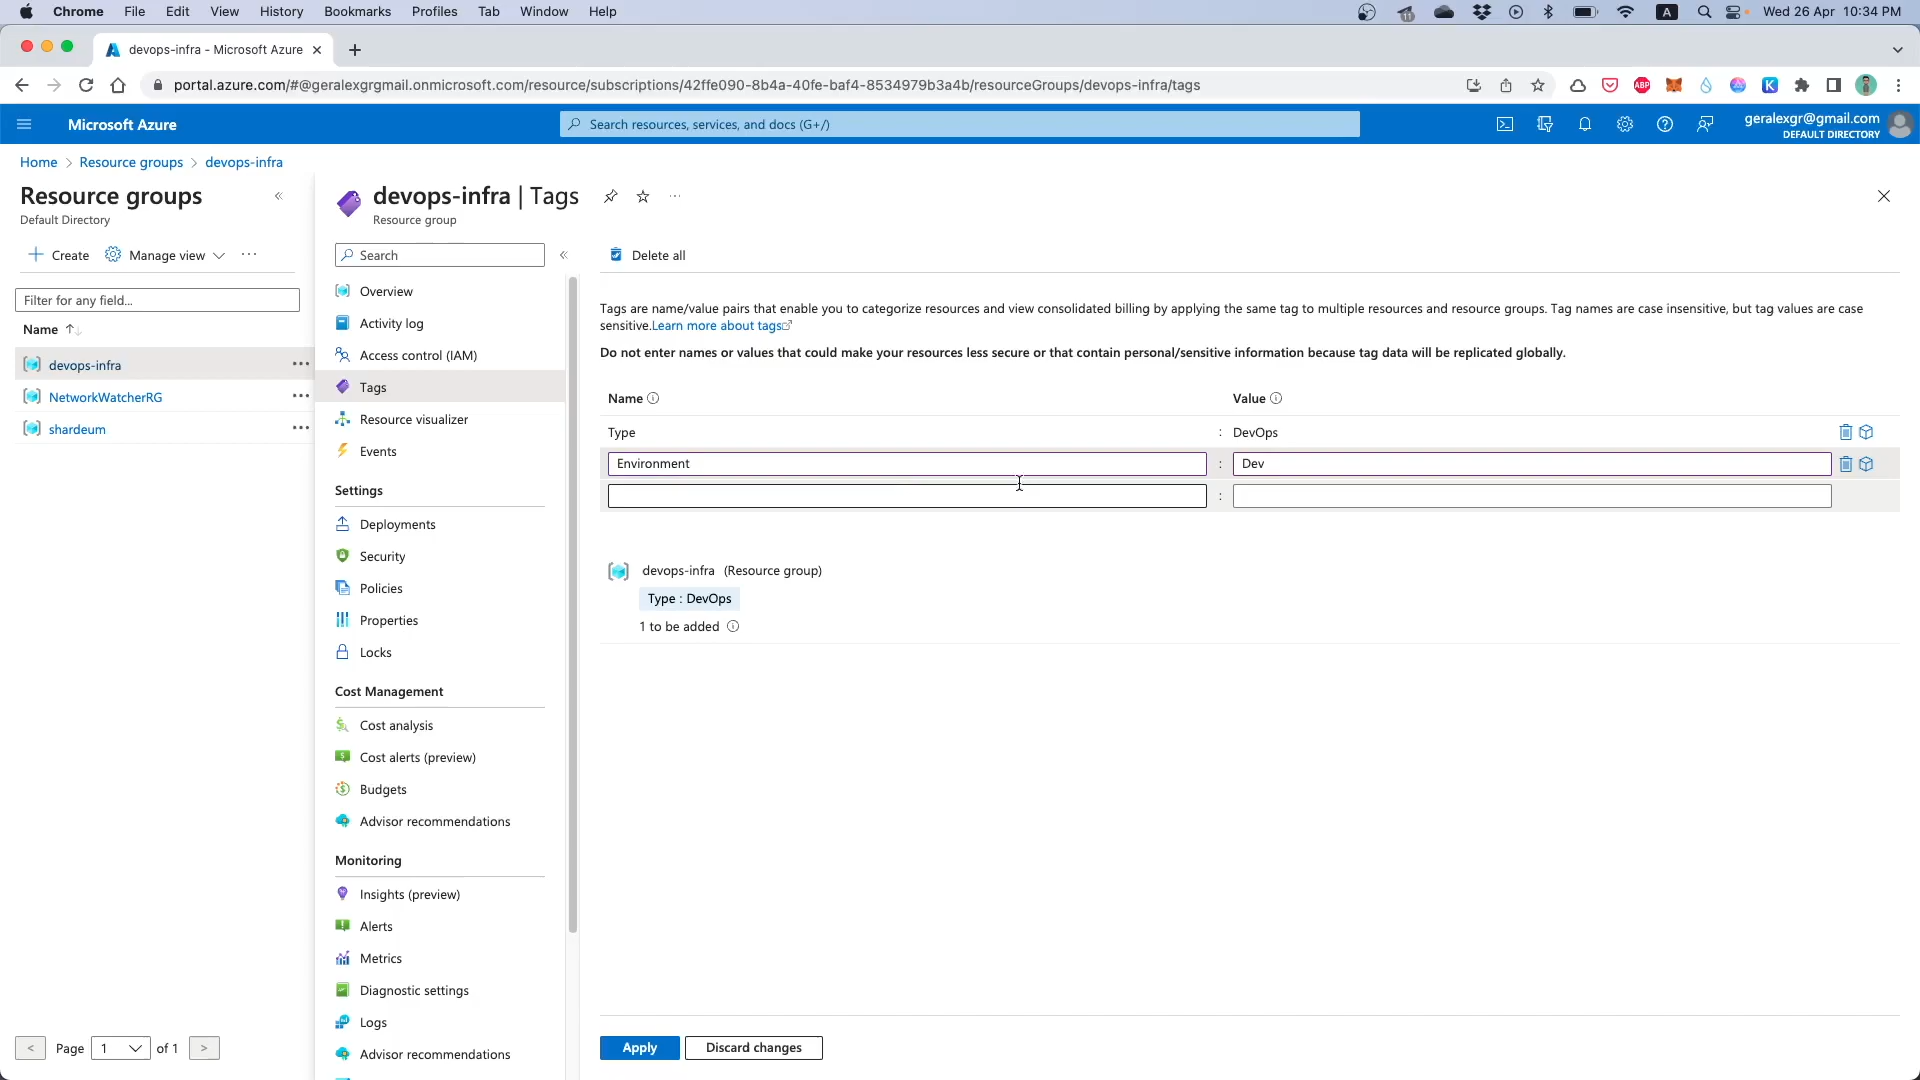 Chrome File Edit View History Bookmarks Profiles Tab Window Help
11 A Wed 26 Apr 10:34 PM
devops-infra - Microsoft Azure
portal.azure.com/#@geralexgrgmail.onmicrosoft.com/resource/subscriptions/42ffe090-8b4a-40fe-baf4-8534979b3a4b/resourceGroups/devops-infra/tags
ABP K
Microsoft Azure
Search resources, services, and docs (G+/)
geralexgr@gmail.com
DEFAULT DIRECTORY
Home > Resource groups > devops-infra
Resource groups
Default Directory
Create Manage view ...
Filter for any field...
Name
devops-infra
NetworkWatcherRG
shardeum
< Page 1 of 1 >
devops-infra | Tags
Resource group
Search
Overview
Activity log
Access control (IAM)
Tags
Resource visualizer
Events
Settings
Deployments
Security
Policies
Properties
Locks
Cost Management
Cost analysis
Cost alerts (preview)
Budgets
Advisor recommendations
Monitoring
Insights (preview)
Alerts
Metrics
Diagnostic settings
Logs
Advisor recommendations
Delete all
Tags are name/value pairs that enable you to categorize resources and view consolidated billing by applying the same tag to multiple resources and resource groups. Tag names are case insensitive, but tag values are case
sensitive.Learn more about tags
Do not enter names or values that could make your resources less secure or that contain personal/sensitive information because tag data will be replicated globally.
Name Value
Type : DevOps
Environment : Dev
:
devops-infra (Resource group)
Type : DevOps
1 to be added
Apply Discard changes